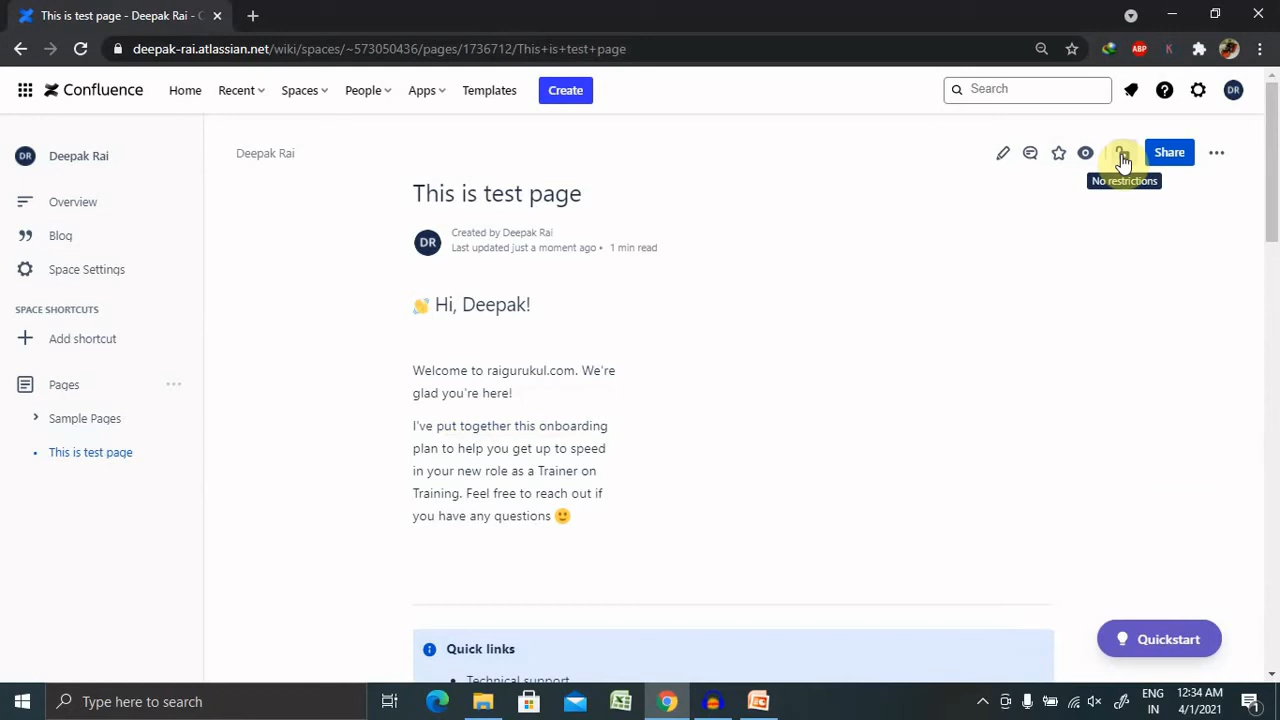 This is test page - Deepak Rai - C
deepak-rai.atlassian.net/wiki/spaces/~573050436/pages/1736712/This+is+test+page
ABP
K
Confluence
Home
Recent
Spaces
People
Apps
Templates
Create
Search
DR
DR
Deepak Rai
Deepak Rai
Share
No restrictions
Overview
Blog
Space Settings
SPACE SHORTCUTS
Add shortcut
Pages
Sample Pages
This is test page
This is test page
DR
Created by Deepak Rai
Last updated just a moment ago • 1 min read
Hi, Deepak!
Welcome to raigurukul.com. We're
glad you're here!
I've put together this onboarding
plan to help you get up to speed
in your new role as a Trainer on
Training. Feel free to reach out if
you have any questions
Quick links
Technical support
Quickstart
Type here to search
ENG
IN
12:34 AM
4/1/2021
1